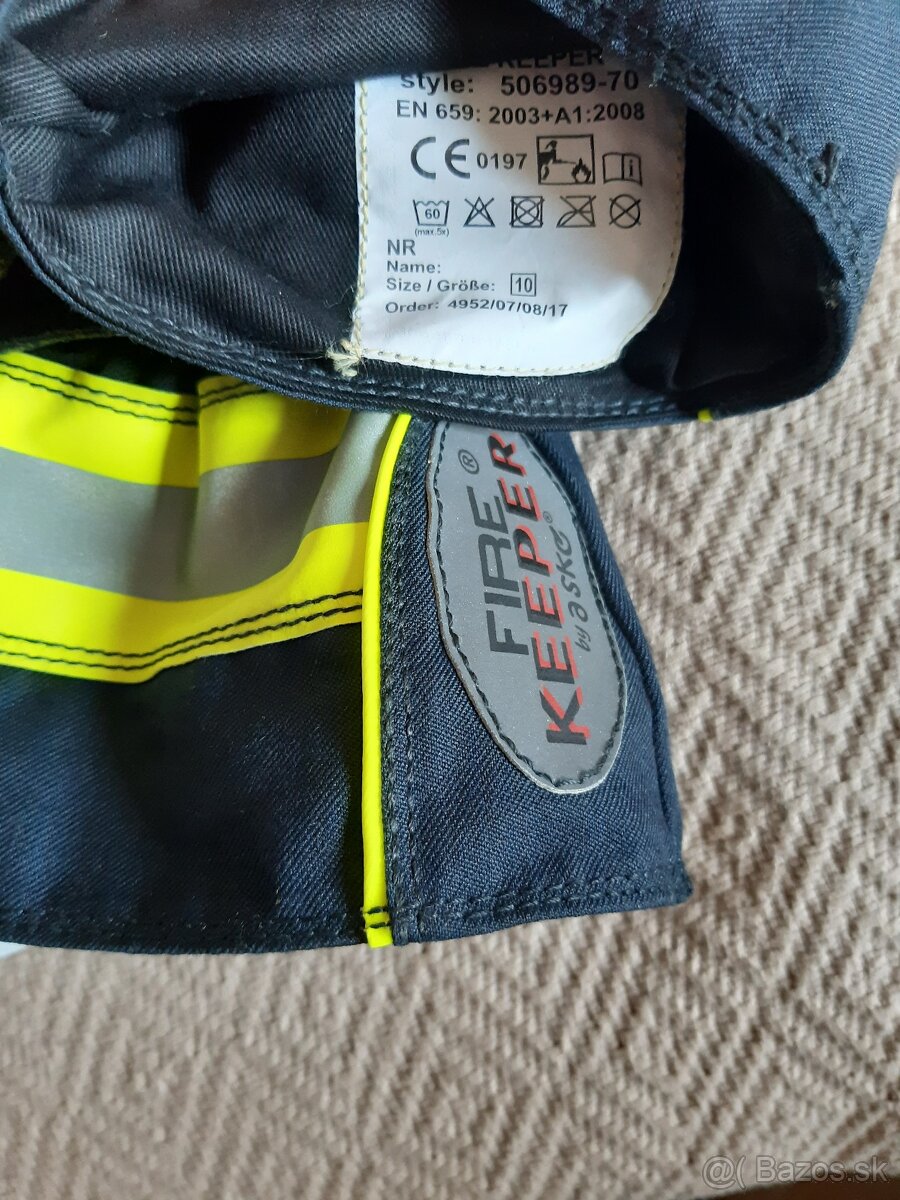 KEEPER
style: 506989-70
EN 659: 2003+A1:2008
CE 0197
60
(max.5x)
NR
Name:
Size / Größe: 10
Order: 4952/07/08/17
FIRE ®
KEEPER
by asko®
@( Bazos.sk